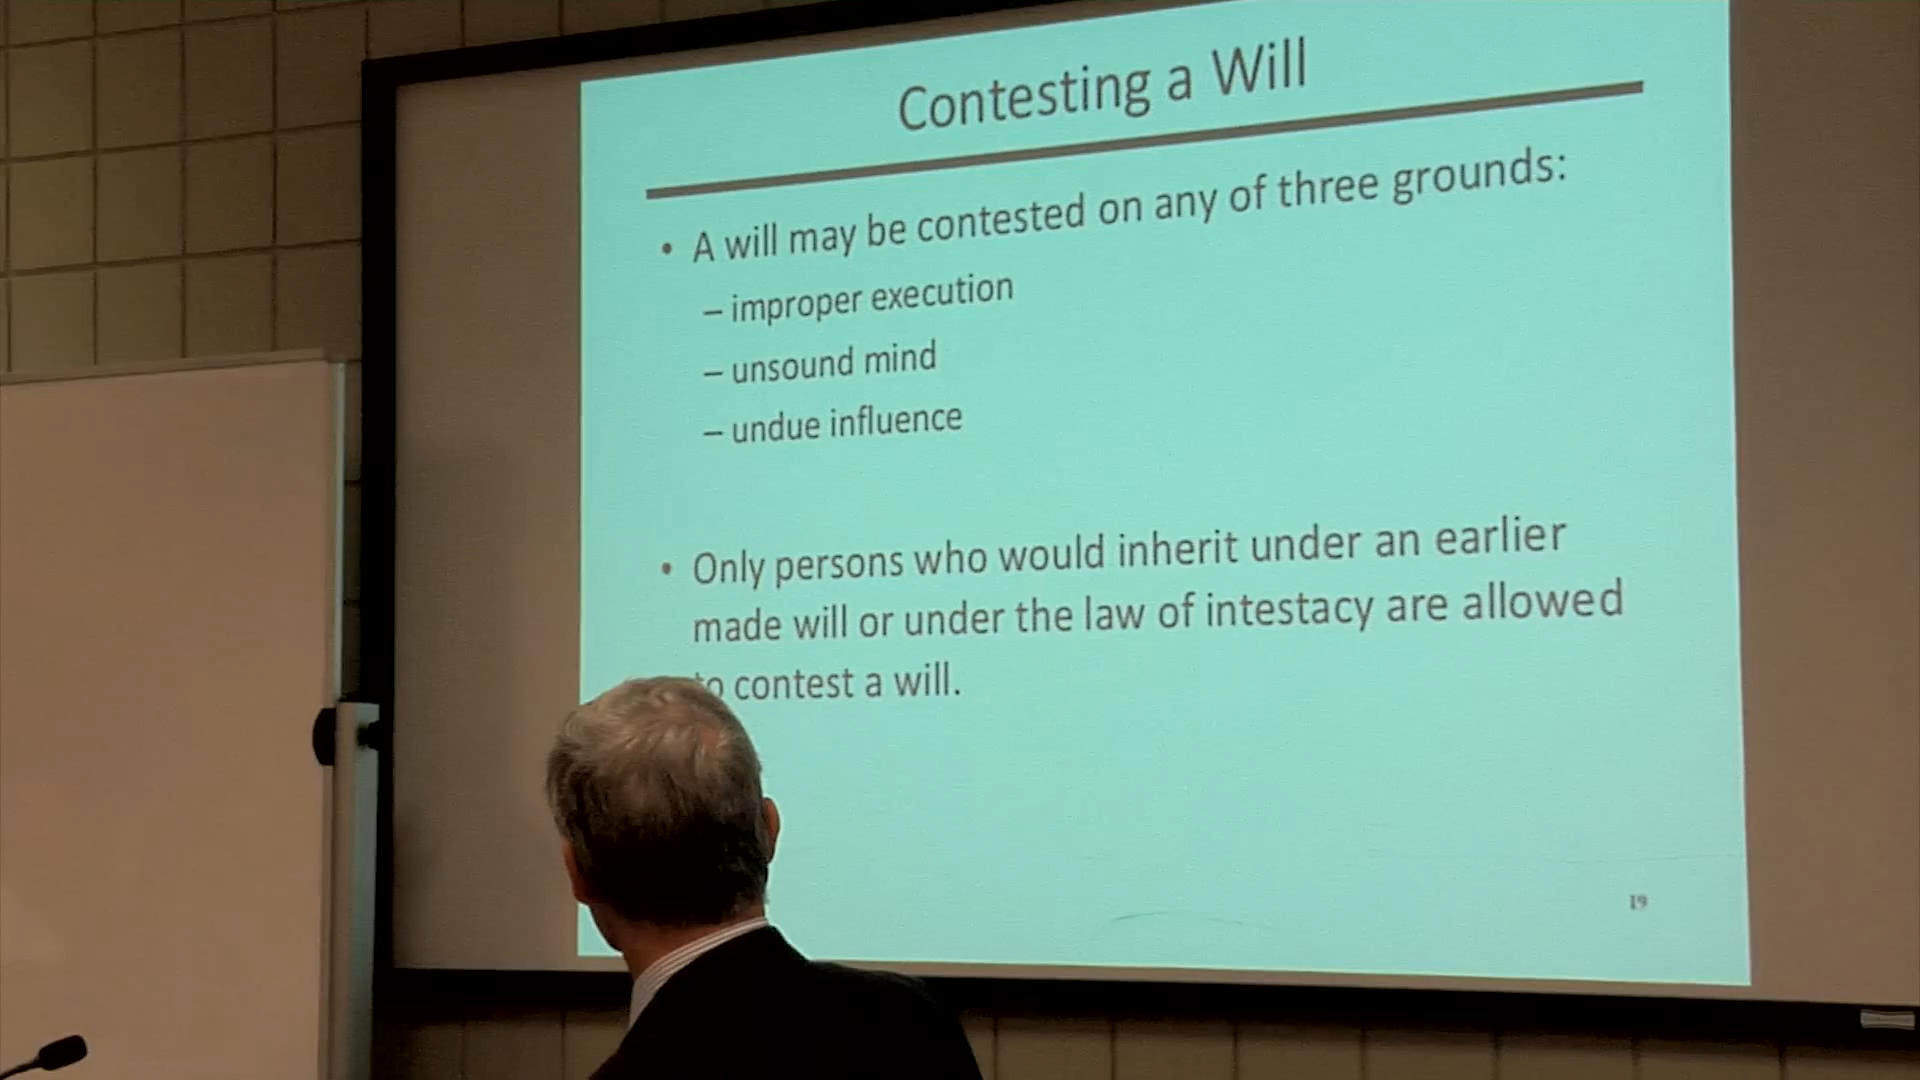 Contesting a Will
• A will may be contested on any of three grounds:
– improper execution
– unsound mind
– undue influence
• Only persons who would inherit under an earlier
made will or under the law of intestacy are allowed
to contest a will.
19